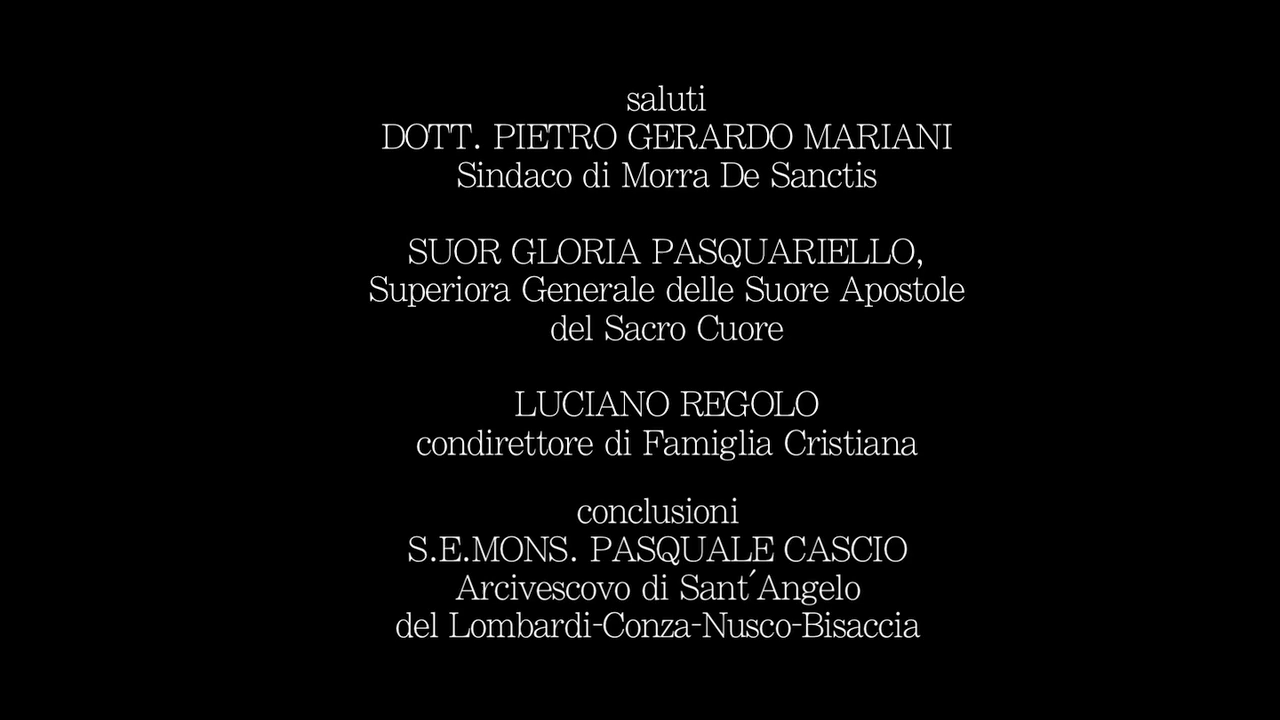 saluti
DOTT. PIETRO GERARDO MARIANI
Sindaco di Morra De Sanctis
SUOR GLORIA PASQUARIELLO,
Superiora Generale delle Suore Apostole
del Sacro Cuore
LUCIANO REGOLO
condirettore di Famiglia Cristiana
conclusioni
S.E.MONS. PASQUALE CASCIO
Arcivescovo di Sant´Angelo
del Lombardi-Conza-Nusco-Bisaccia